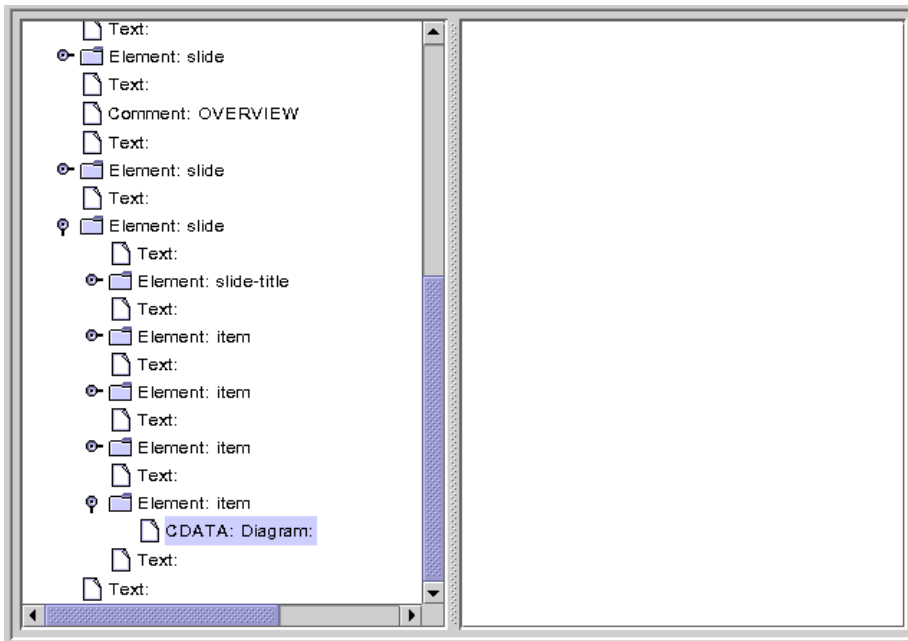 Text:
Element: slide
Text:
Comment: OVERVIEW
Text:
Element: slide
Text:
Element: slide
Text:
Element: slide-title
Text:
Element: item
Text:
Element: item
Text:
Element: item
Text:
Element: item
CDATA: Diagram:
Text:
Text: